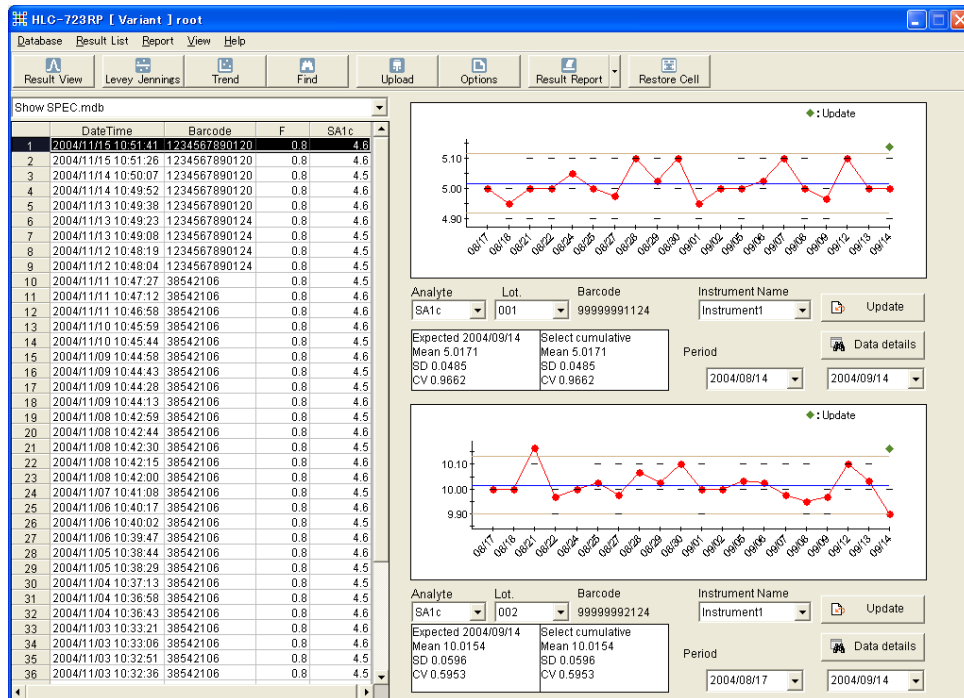 HLC-723RP [ Variant ] root
Database Result List Report View Help
Result View Levey Jennings Trend Find Upload Options Result Report Restore Cell
Show SPEC.mdb
DateTime Barcode F SA1c
1 2004/11/15 10:51:41 1234567890120 0.8 4.6
2 2004/11/15 10:51:26 1234567890120 0.8 4.6
3 2004/11/14 10:50:07 1234567890120 0.8 4.5
4 2004/11/14 10:49:52 1234567890120 0.8 4.6
5 2004/11/13 10:49:38 1234567890120 0.8 4.5
6 2004/11/13 10:49:23 1234567890124 0.8 4.6
7 2004/11/13 10:49:08 1234567890124 0.8 4.5
8 2004/11/12 10:48:19 1234567890124 0.8 4.6
9 2004/11/12 10:48:04 1234567890124 0.8 4.5
10 2004/11/11 10:47:27 38542106 0.8 4.6
11 2004/11/11 10:47:12 38542106 0.8 4.6
12 2004/11/11 10:46:58 38542106 0.8 4.6
13 2004/11/10 10:45:59 38542106 0.8 4.5
14 2004/11/10 10:45:44 38542106 0.8 4.6
15 2004/11/09 10:44:58 38542106 0.8 4.5
16 2004/11/09 10:44:43 38542106 0.8 4.6
17 2004/11/09 10:44:28 38542106 0.8 4.5
18 2004/11/09 10:44:13 38542106 0.8 4.6
19 2004/11/08 10:42:59 38542106 0.8 4.5
20 2004/11/08 10:42:44 38542106 0.8 4.6
21 2004/11/08 10:42:30 38542106 0.8 4.5
22 2004/11/08 10:42:15 38542106 0.8 4.6
23 2004/11/08 10:42:00 38542106 0.8 4.6
24 2004/11/07 10:41:08 38542106 0.8 4.5
25 2004/11/06 10:40:17 38542106 0.8 4.6
26 2004/11/06 10:40:02 38542106 0.8 4.5
27 2004/11/06 10:39:47 38542106 0.8 4.6
28 2004/11/05 10:38:44 38542106 0.8 4.5
29 2004/11/05 10:38:29 38542106 0.8 4.5
30 2004/11/04 10:37:13 38542106 0.8 4.5
31 2004/11/04 10:36:58 38542106 0.8 4.5
32 2004/11/04 10:36:43 38542106 0.8 4.6
33 2004/11/03 10:33:21 38542106 0.8 4.6
34 2004/11/03 10:33:06 38542106 0.8 4.6
35 2004/11/03 10:32:51 38542106 0.8 4.5
36 2004/11/03 10:32:36 38542106 0.8 4.5
: Update
5.10
5.00
4.90
08/17 08/18 08/21 08/22 08/24 08/25 08/27 08/28 08/29 08/30 09/01 09/02 09/05 09/06 09/07 09/08 09/09 09/12 09/13 09/14
Analyte Lot. Barcode Instrument Name
SA1c 001 99999991124 Instrument1 Update
Expected 2004/09/14
Mean 5.0171
SD 0.0485
CV 0.9662
Select cumulative
Mean 5.0171
SD 0.0485
CV 0.9662
Data details
Period
2004/08/14 2004/09/14
: Update
10.10
10.00
9.90
08/17 08/18 08/21 08/22 08/24 08/25 08/27 08/28 08/29 08/30 09/01 09/02 09/05 09/06 09/07 09/08 09/09 09/12 09/13 09/14
Analyte Lot. Barcode Instrument Name
SA1c 002 99999992124 Instrument1 Update
Expected 2004/09/14
Mean 10.0154
SD 0.0596
CV 0.5953
Select cumulative
Mean 10.0154
SD 0.0596
CV 0.5953
Data details
Period
2004/08/17 2004/09/14